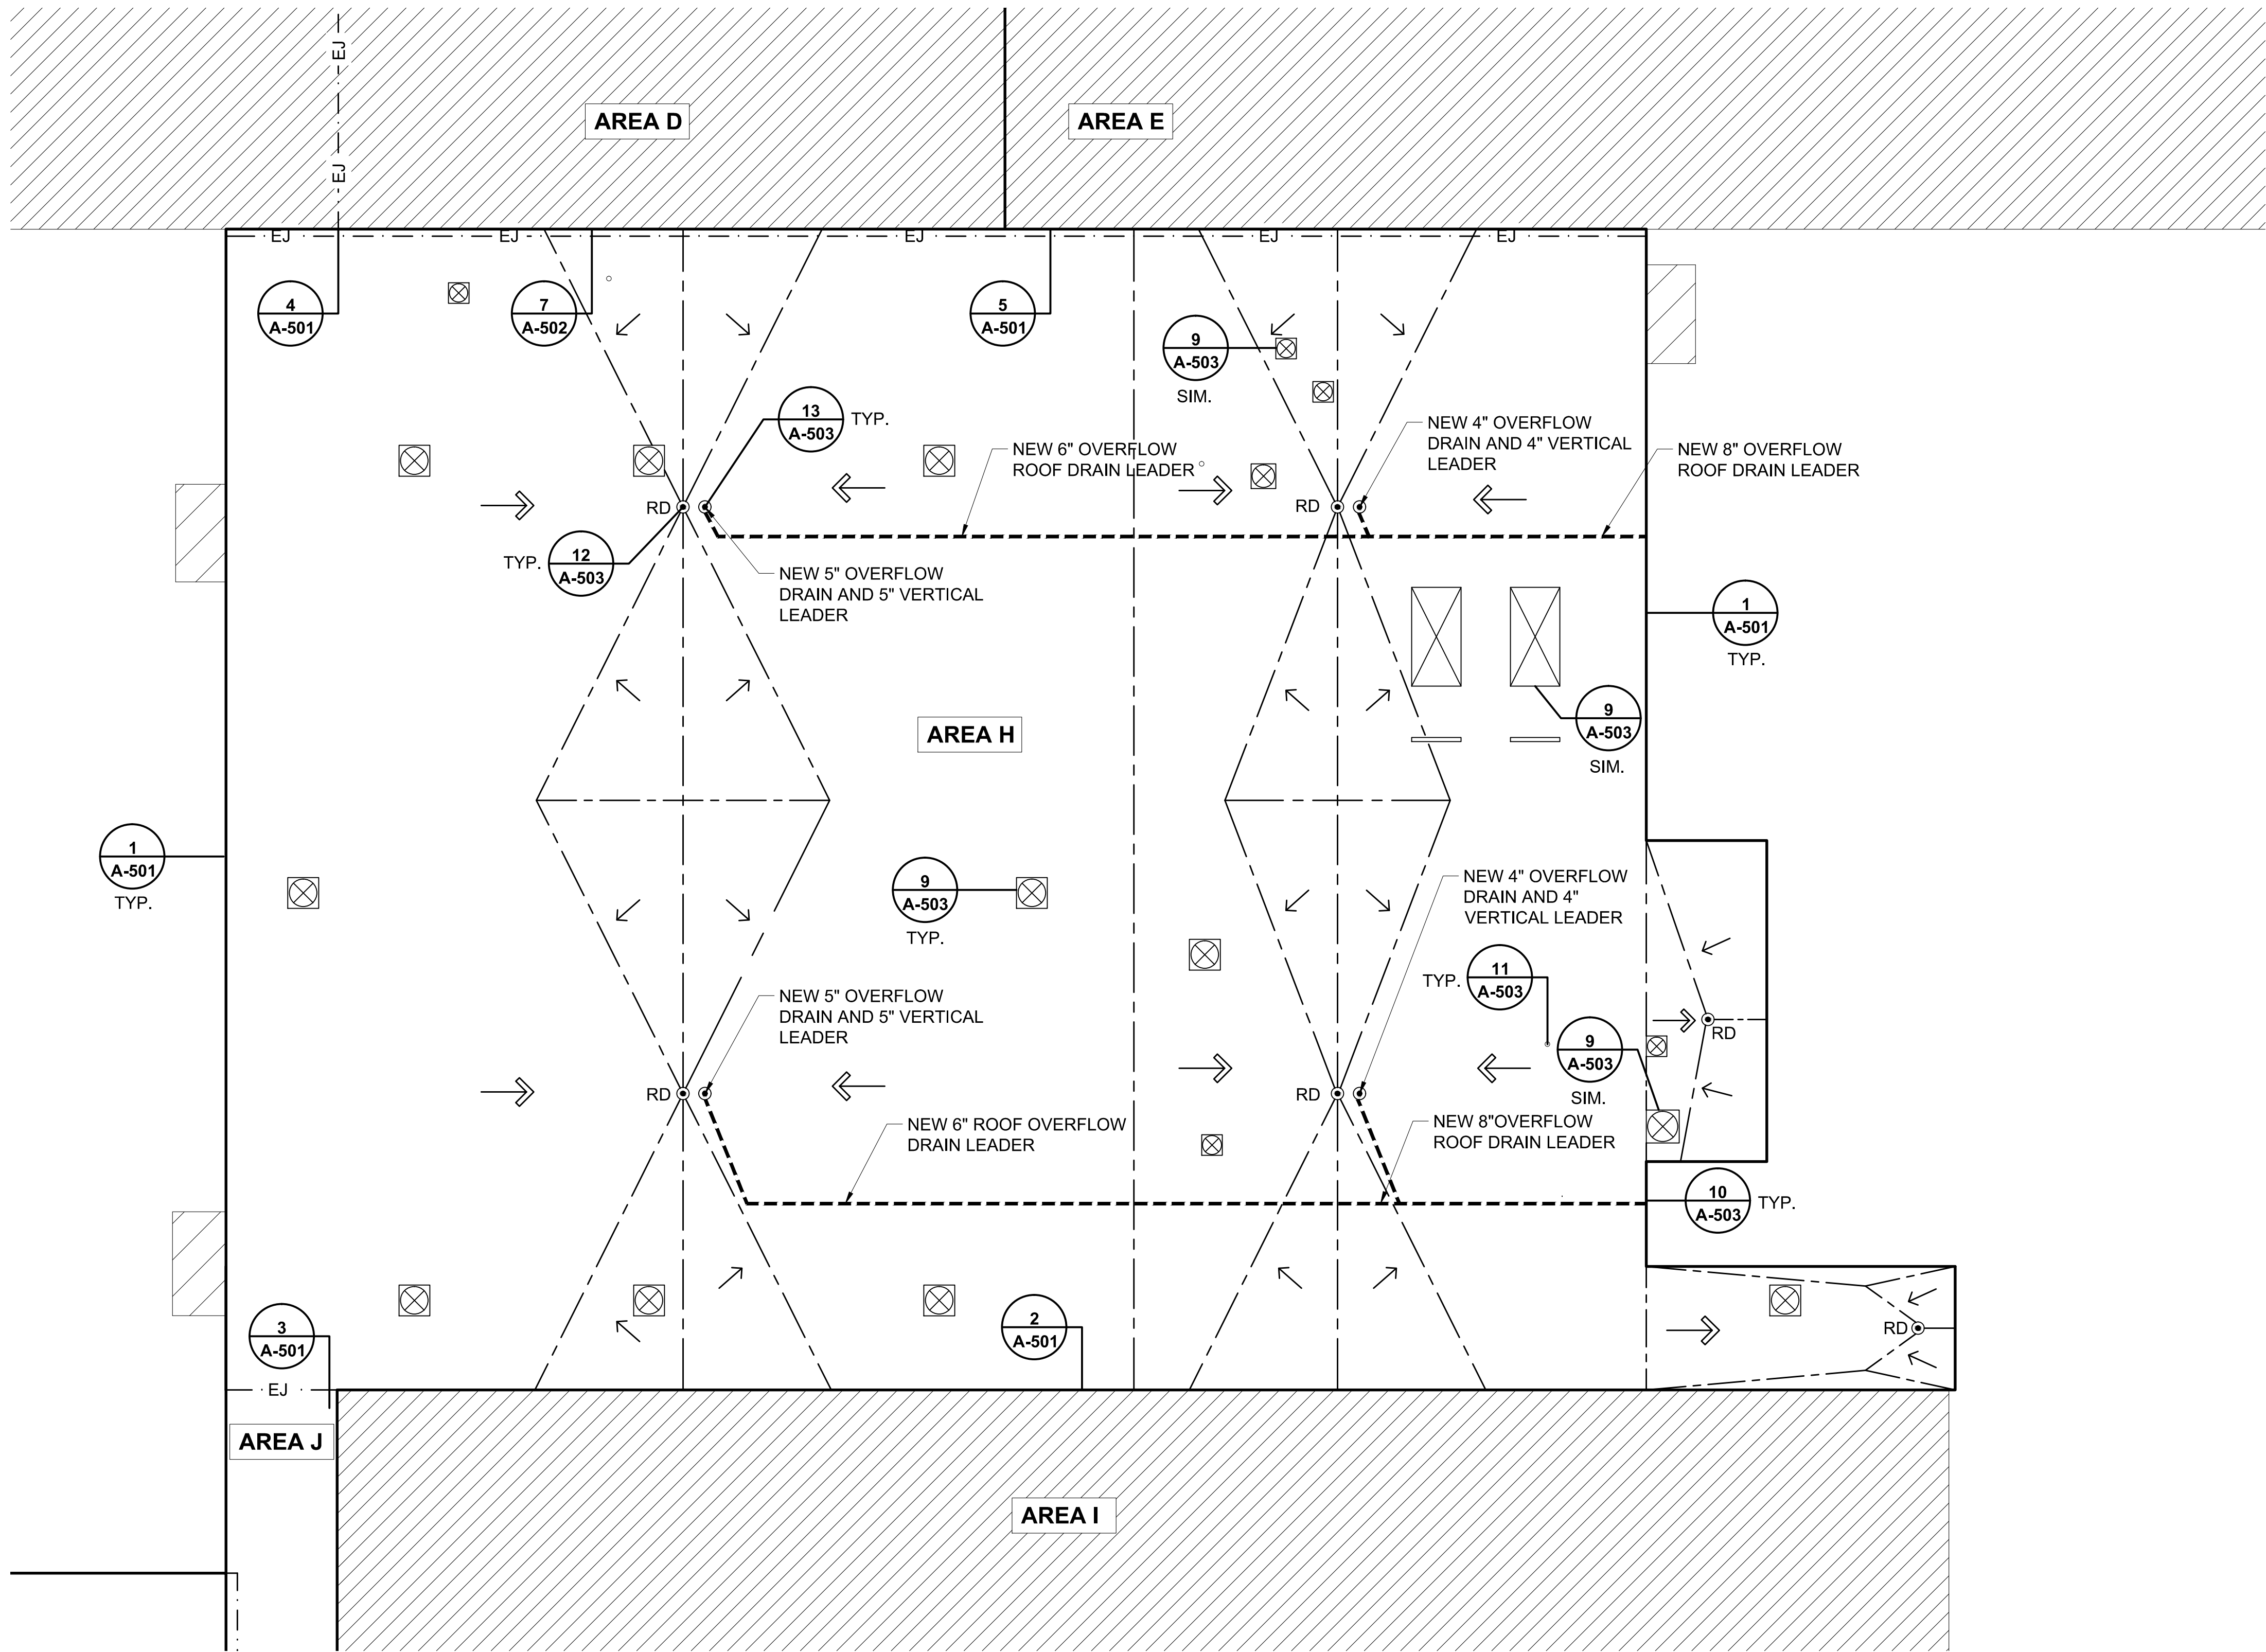 EJ
EJ
AREA D
AREA E
EJ
EJ
EJ
EJ
EJ
4
A-501
7
A-502
5
A-501
9
A-503
SIM.
13
A-503
TYP.
NEW 6" OVERFLOW
ROOF DRAIN LEADER
NEW 4" OVERFLOW
DRAIN AND 4" VERTICAL
LEADER
NEW 8" OVERFLOW
ROOF DRAIN LEADER
RD
RD
TYP.
12
A-503
NEW 5" OVERFLOW
DRAIN AND 5" VERTICAL
LEADER
1
A-501
TYP.
AREA H
9
A-503
SIM.
1
A-501
TYP.
9
A-503
TYP.
NEW 4" OVERFLOW
DRAIN AND 4"
VERTICAL LEADER
TYP.
11
A-503
NEW 5" OVERFLOW
DRAIN AND 5" VERTICAL
LEADER
9
A-503
SIM.
RD
RD
RD
NEW 6" ROOF OVERFLOW
DRAIN LEADER
NEW 8"OVERFLOW
ROOF DRAIN LEADER
10
A-503
TYP.
3
A-501
2
A-501
RD
EJ
AREA J
AREA I